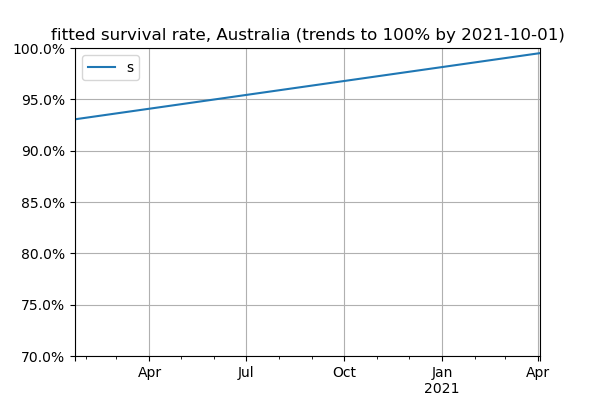 fitted survival rate, Australia (trends to 100% by 2021-10-01)
100.0%
s
95.0%
90.0%
85.0%
80.0%
75.0%
70.0%
Apr Jul Oct Jan Apr
2021